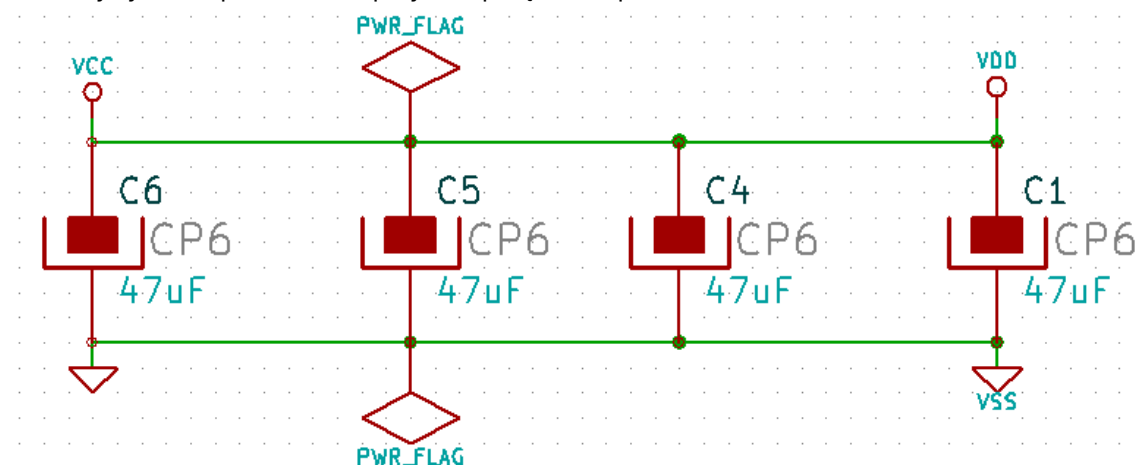 PWR_FLAG
VCC
VDD
C6
C5
C4
C1
CP6
CP6
CP6
CP6
47uF
47uF
47uF
47uF
VSS
PWR_FLAG